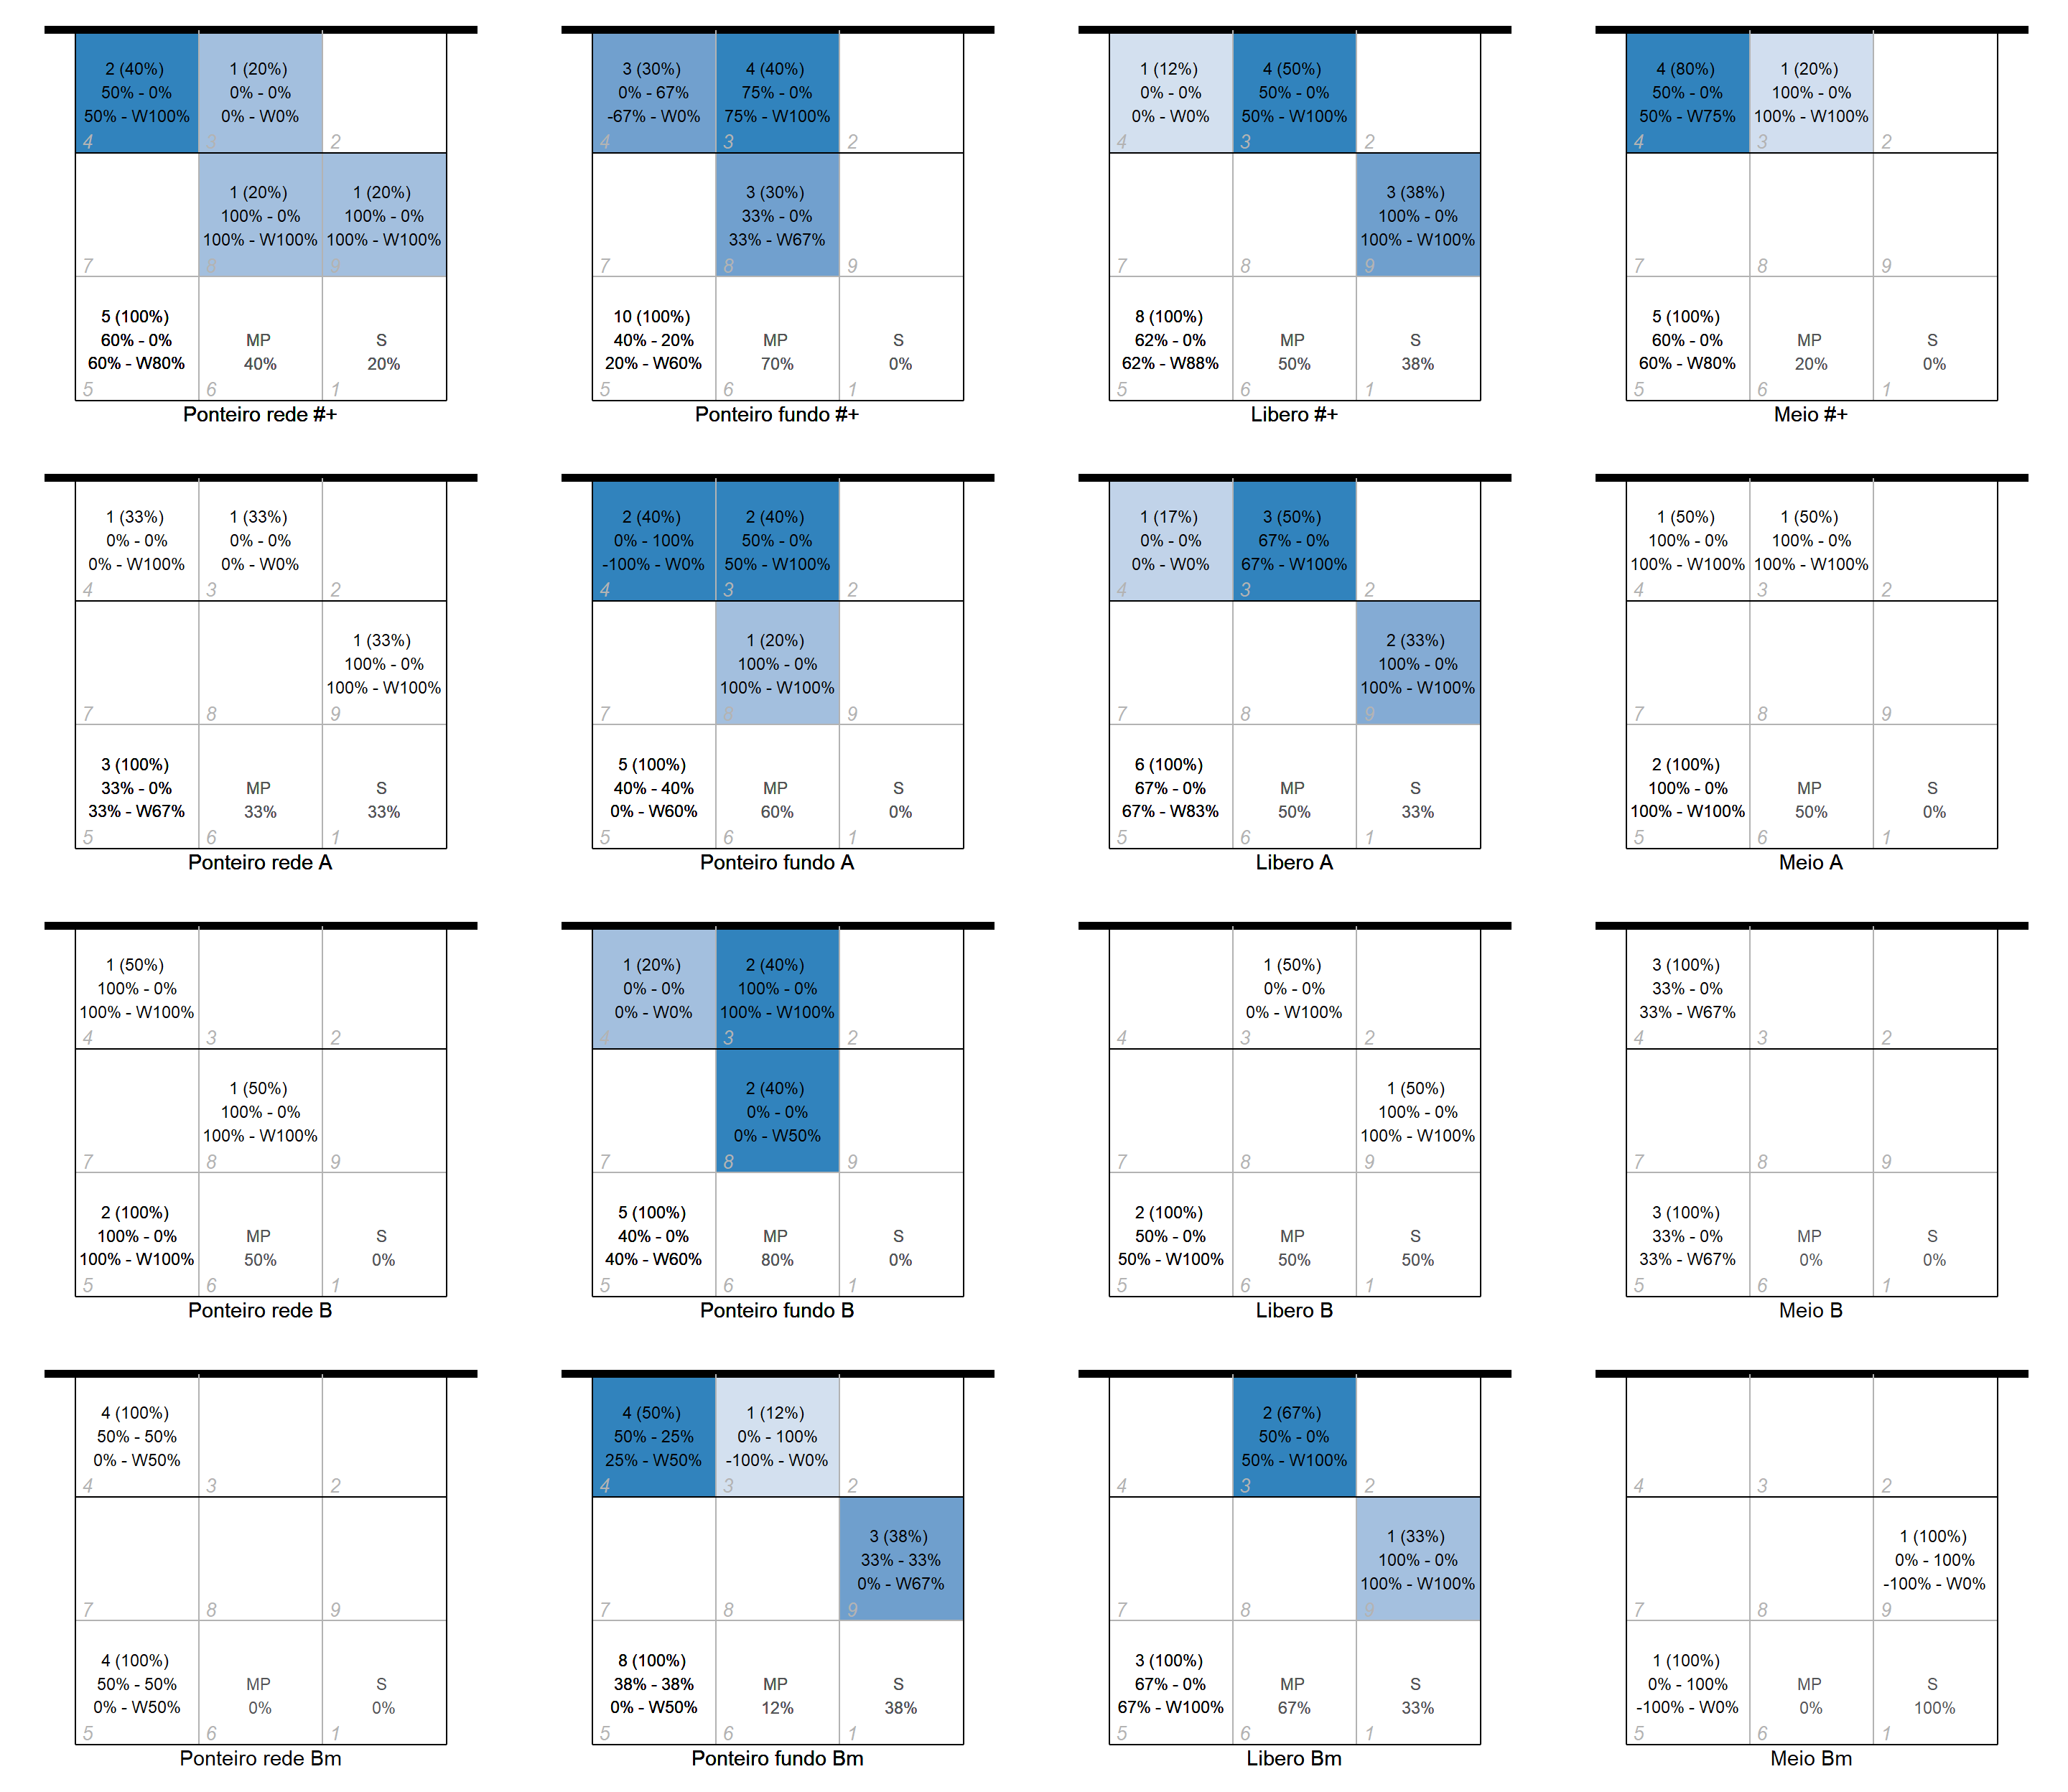 2 (40%)
50% - 0%
50% - W100%
4
1 (20%)
0% - 0%
0% - W0%
3
2
7
1 (20%)
100% - 0%
100% - W100%
8
1 (20%)
100% - 0%
100% - W100%
9
5 (100%)
60% - 0%
60% - W80%
5
MP
40%
6
S
20%
1
Ponteiro rede #+
3 (30%)
0% - 67%
-67% - W0%
4
4 (40%)
75% - 0%
75% - W100%
3
2
7
3 (30%)
33% - 0%
33% - W67%
8
9
10 (100%)
40% - 20%
20% - W60%
5
MP
70%
6
S
0%
1
Ponteiro fundo #+
1 (12%)
0% - 0%
0% - W0%
4
4 (50%)
50% - 0%
50% - W100%
3
2
7
8
3 (38%)
100% - 0%
100% - W100%
9
8 (100%)
62% - 0%
62% - W88%
5
MP
50%
6
S
38%
1
Libero #+
4 (80%)
50% - 0%
50% - W75%
4
1 (20%)
100% - 0%
100% - W100%
3
2
7
8
9
5 (100%)
60% - 0%
60% - W80%
5
MP
20%
6
S
0%
1
Meio #+
1 (33%)
0% - 0%
0% - W100%
4
1 (33%)
0% - 0%
0% - W0%
3
2
7
8
1 (33%)
100% - 0%
100% - W100%
9
3 (100%)
33% - 0%
33% - W67%
5
MP
33%
6
S
33%
1
Ponteiro rede A
2 (40%)
0% - 100%
-100% - W0%
4
2 (40%)
50% - 0%
50% - W100%
3
2
7
1 (20%)
100% - 0%
100% - W100%
8
9
5 (100%)
40% - 40%
0% - W60%
5
MP
60%
6
S
0%
1
Ponteiro fundo A
1 (17%)
0% - 0%
0% - W0%
4
3 (50%)
67% - 0%
67% - W100%
3
2
7
8
2 (33%)
100% - 0%
100% - W100%
9
6 (100%)
67% - 0%
67% - W83%
5
MP
50%
6
S
33%
1
Libero A
1 (50%)
100% - 0%
100% - W100%
4
1 (50%)
100% - 0%
100% - W100%
3
2
7
8
9
2 (100%)
100% - 0%
100% - W100%
5
MP
50%
6
S
0%
1
Meio A
1 (50%)
100% - 0%
100% - W100%
4
3
2
7
1 (50%)
100% - 0%
100% - W100%
8
9
2 (100%)
100% - 0%
100% - W100%
5
MP
50%
6
S
0%
1
Ponteiro rede B
1 (20%)
0% - 0%
0% - W0%
4
2 (40%)
100% - 0%
100% - W100%
3
2
7
2 (40%)
0% - 0%
0% - W50%
8
9
5 (100%)
40% - 0%
40% - W60%
5
MP
80%
6
S
0%
1
Ponteiro fundo B
4
1 (50%)
0% - 0%
0% - W100%
3
2
7
8
1 (50%)
100% - 0%
100% - W100%
9
2 (100%)
50% - 0%
50% - W100%
5
MP
50%
6
S
50%
1
Libero B
3 (100%)
33% - 0%
33% - W67%
4
3
2
7
8
9
3 (100%)
33% - 0%
33% - W67%
5
MP
0%
6
S
0%
1
Meio B
4 (100%)
50% - 50%
0% - W50%
4
3
2
7
8
9
4 (100%)
50% - 50%
0% - W50%
5
MP
0%
6
S
0%
1
Ponteiro rede Bm
4 (50%)
50% - 25%
25% - W50%
4
1 (12%)
0% - 100%
-100% - W0%
3
2
7
8
3 (38%)
33% - 33%
0% - W67%
9
8 (100%)
38% - 38%
0% - W50%
5
MP
12%
6
S
38%
1
Ponteiro fundo Bm
4
2 (67%)
50% - 0%
50% - W100%
3
2
7
8
1 (33%)
100% - 0%
100% - W100%
9
3 (100%)
67% - 0%
67% - W100%
5
MP
67%
6
S
33%
1
Libero Bm
4
3
2
7
8
1 (100%)
0% - 100%
-100% - W0%
9
1 (100%)
0% - 100%
-100% - W0%
5
MP
0%
6
S
100%
1
Meio Bm